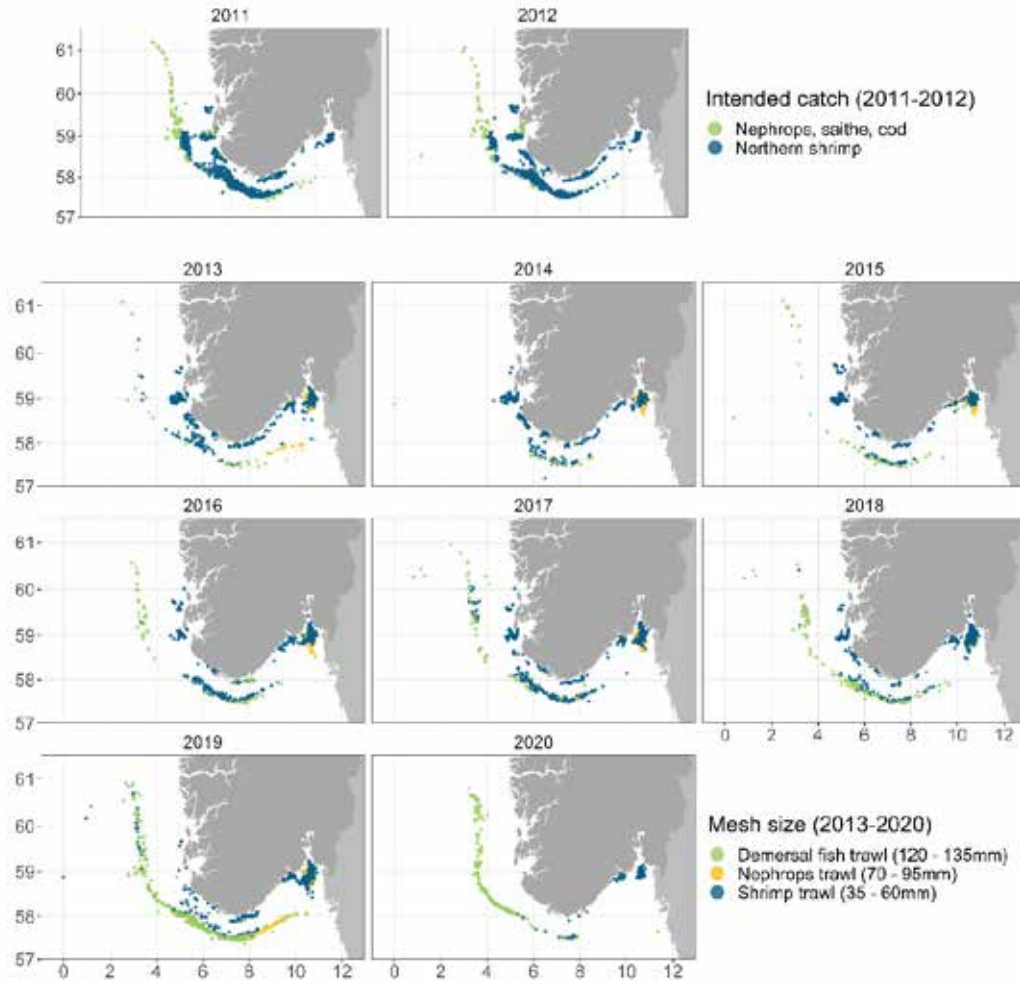 2011 2012
61
60
59
58
57
Intended catch (2011-2012)
Nephrops, saithe, cod
Northern shrimp
2013 2014 2015
61
60
59
58
57
2016 2017 2018
61
60
59
58
57
0 2 4 6 8 10 12
2019 2020
61
60
59
58
57
0 2 4 6 8 10 12 0 2 4 6 8 10 12
Mesh size (2013-2020)
Demersal fish trawl (120 - 135mm)
Nephrops trawl (70 - 95mm)
Shrimp trawl (35 - 60mm)